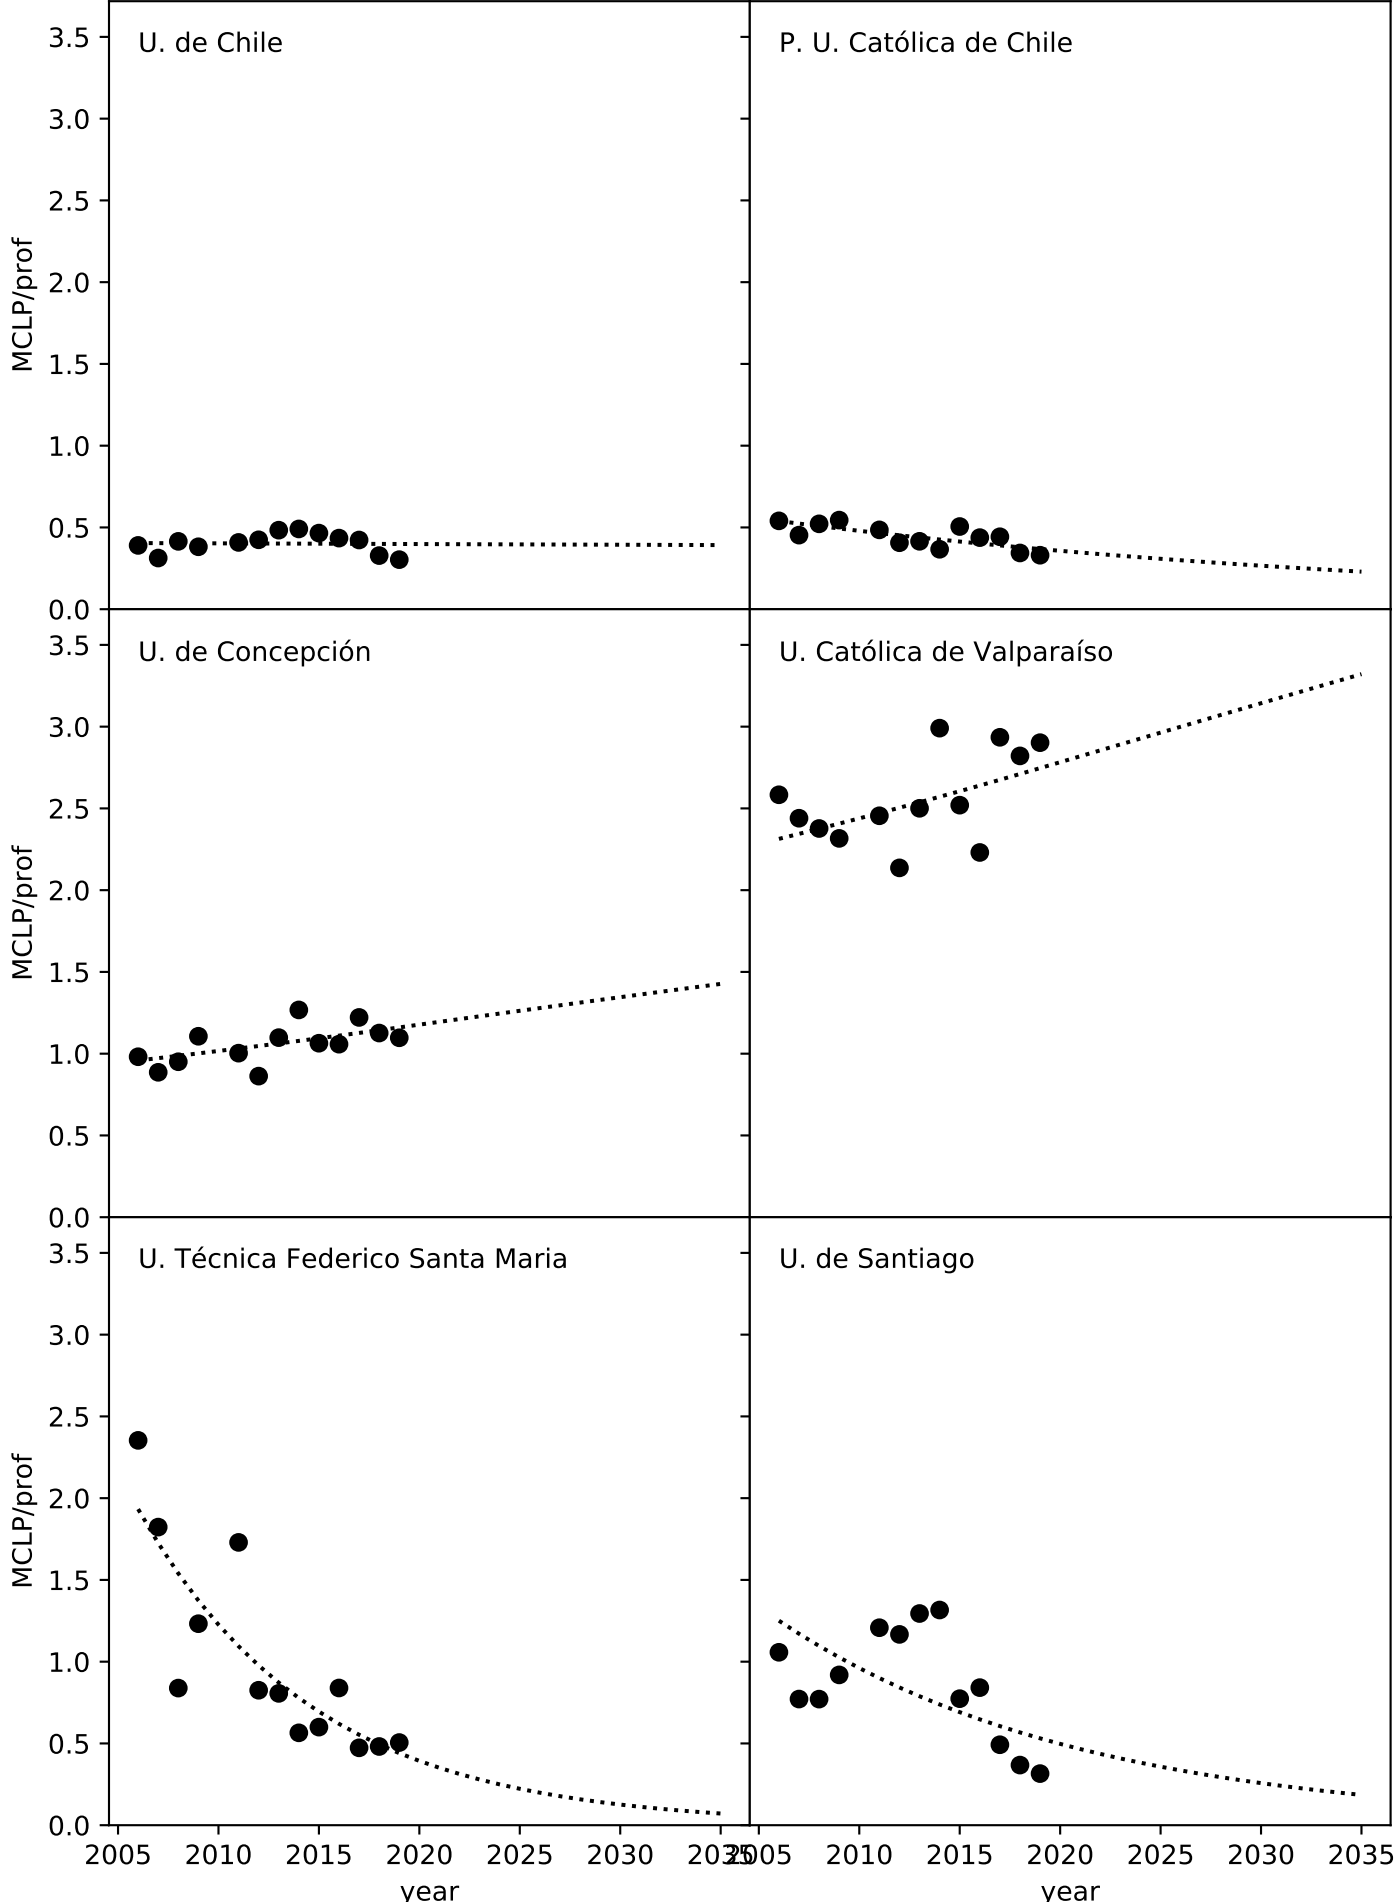 3.5
U. de Chile
P. U. Católica de Chile
3.0
2.5
2.0
MCLP/prof
1.5
1.0
0.5
0.0
3.5
U. de Concepción
U. Católica de Valparaíso
3.0
2.5
2.0
MCLP/prof
1.5
1.0
0.5
0.0
3.5
U. Técnica Federico Santa Maria
U. de Santiago
3.0
2.5
2.0
MCLP/prof
1.5
1.0
0.5
0.0
2005 2010 2015 2020 2025 2030 2035
2005 2010 2015 2020 2025 2030 2035
year
year